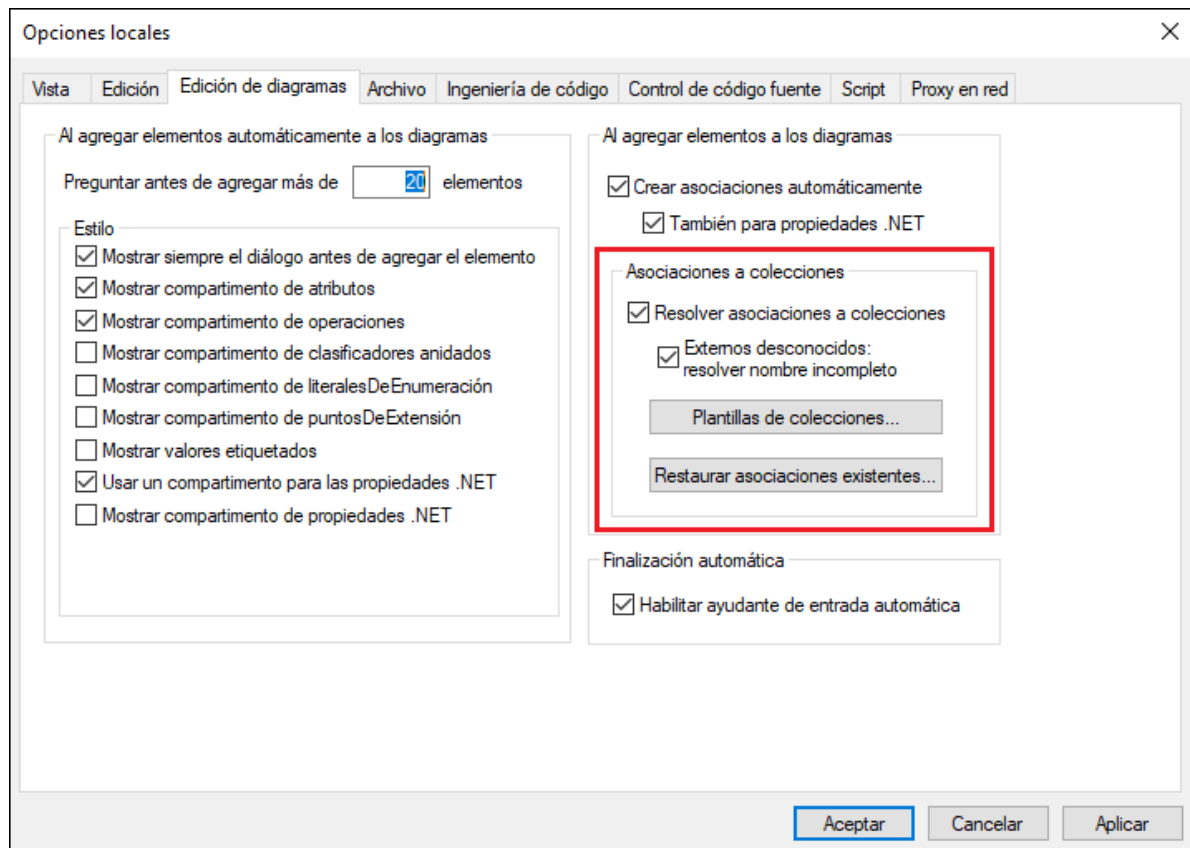 Opciones locales
Vista Edición Edición de diagramas Archivo Ingeniería de código Control de código fuente Script Proxy en red
Al agregar elementos automáticamente a los diagramas
Preguntar antes de agregar más de 20 elementos
Estilo
Mostrar siempre el diálogo antes de agregar el elemento
Mostrar compartimento de atributos
Mostrar compartimento de operaciones
Mostrar compartimento de clasificadores anidados
Mostrar compartimento de literalesDeEnumeración
Mostrar compartimento de puntosDeExtensión
Mostrar valores etiquetados
Usar un compartimento para las propiedades .NET
Mostrar compartimento de propiedades .NET
Al agregar elementos a los diagramas
Crear asociaciones automáticamente
También para propiedades .NET
Asociaciones a colecciones
Resolver asociaciones a colecciones
Externos desconocidos:
resolver nombre incompleto
Plantillas de colecciones...
Restaurar asociaciones existentes...
Finalización automática
Habilitar ayudante de entrada automática
Aceptar Cancelar Aplicar